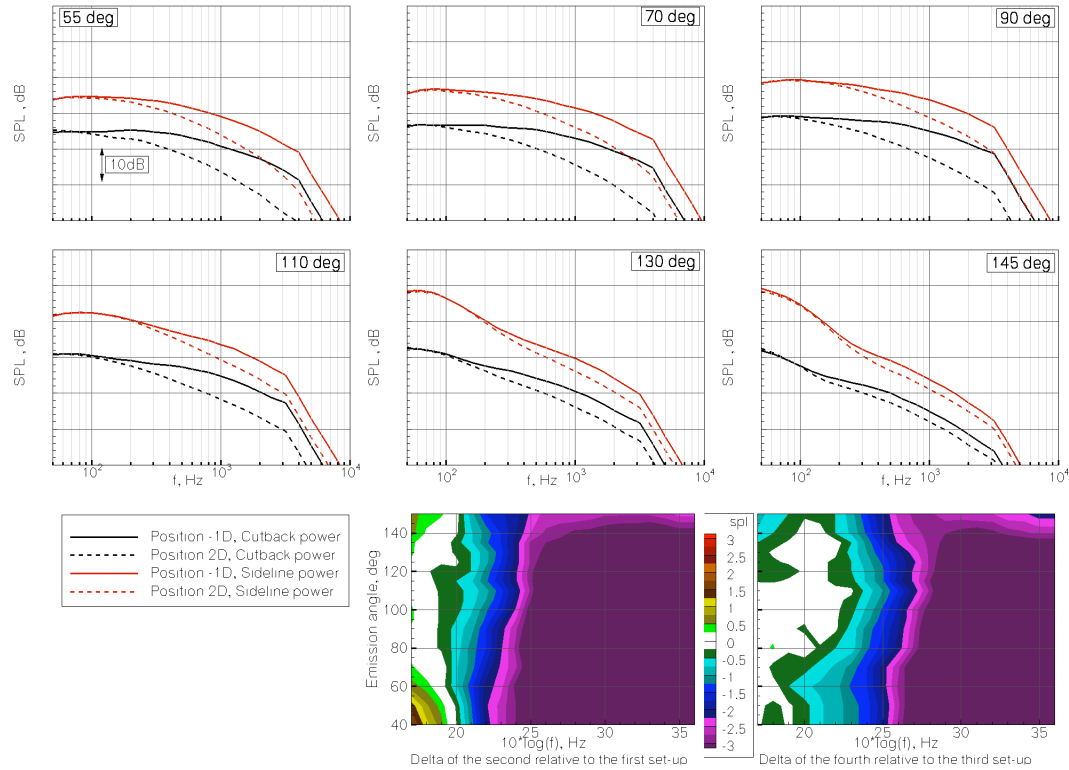 55 deg
70 deg
90 deg
SPL, dB
SPL, dB
SPL, dB
10dB
110 deg
130 deg
145 deg
SPL, dB
SPL, dB
SPL, dB
10² 10³ 10⁴
10² 10³ 10⁴
10² 10³ 10⁴
f, Hz
f, Hz
f, Hz
Position -1D, Cutback power
Position 2D, Cutback power
Position -1D, Sideline power
Position 2D, Sideline power
Emission angle, deg
140
120
100
80
60
40
20 25 30 35
10*log(f), Hz
Delta of the second relative to the first set-up
spl
3
2.5
2
1.5
1
0.5
0
-0.5
-1
-1.5
-2
-2.5
-3
20 25 30 35
10*log(f), Hz
Delta of the fourth relative to the third set-up